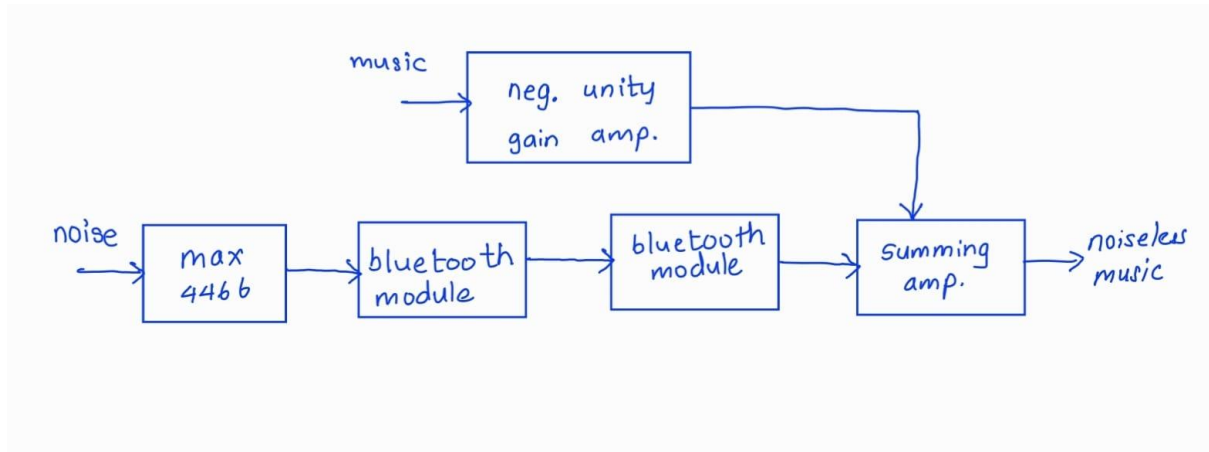 music
neg. unity
gain amp.
noise
max
4466
bluetooth
module
bluetooth
module
summing
amp.
noiseless
music